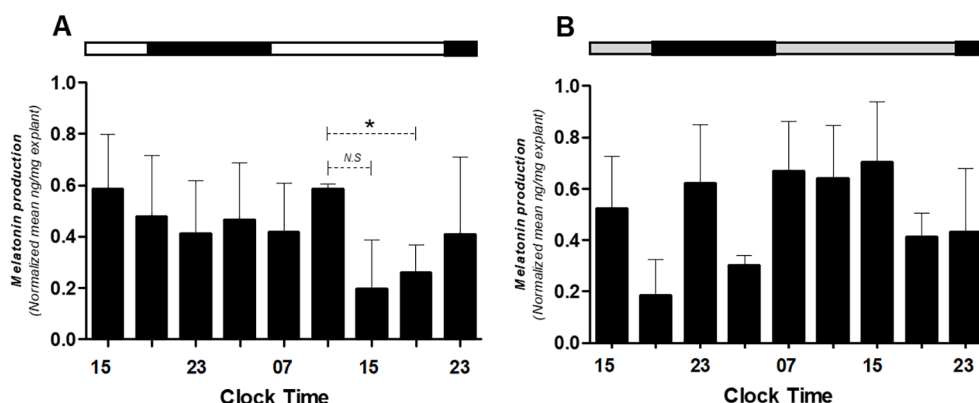 A
Melatonin production
(Normalized mean ng/mg explant)
1.0
0.8
0.6
0.4
0.2
0.0
*
N.S
15
23
07
15
23
Clock Time
B
Melatonin production
(Normalized mean ng/mg explant)
1.0
0.8
0.6
0.4
0.2
0.0
15
23
07
15
23
Clock Time